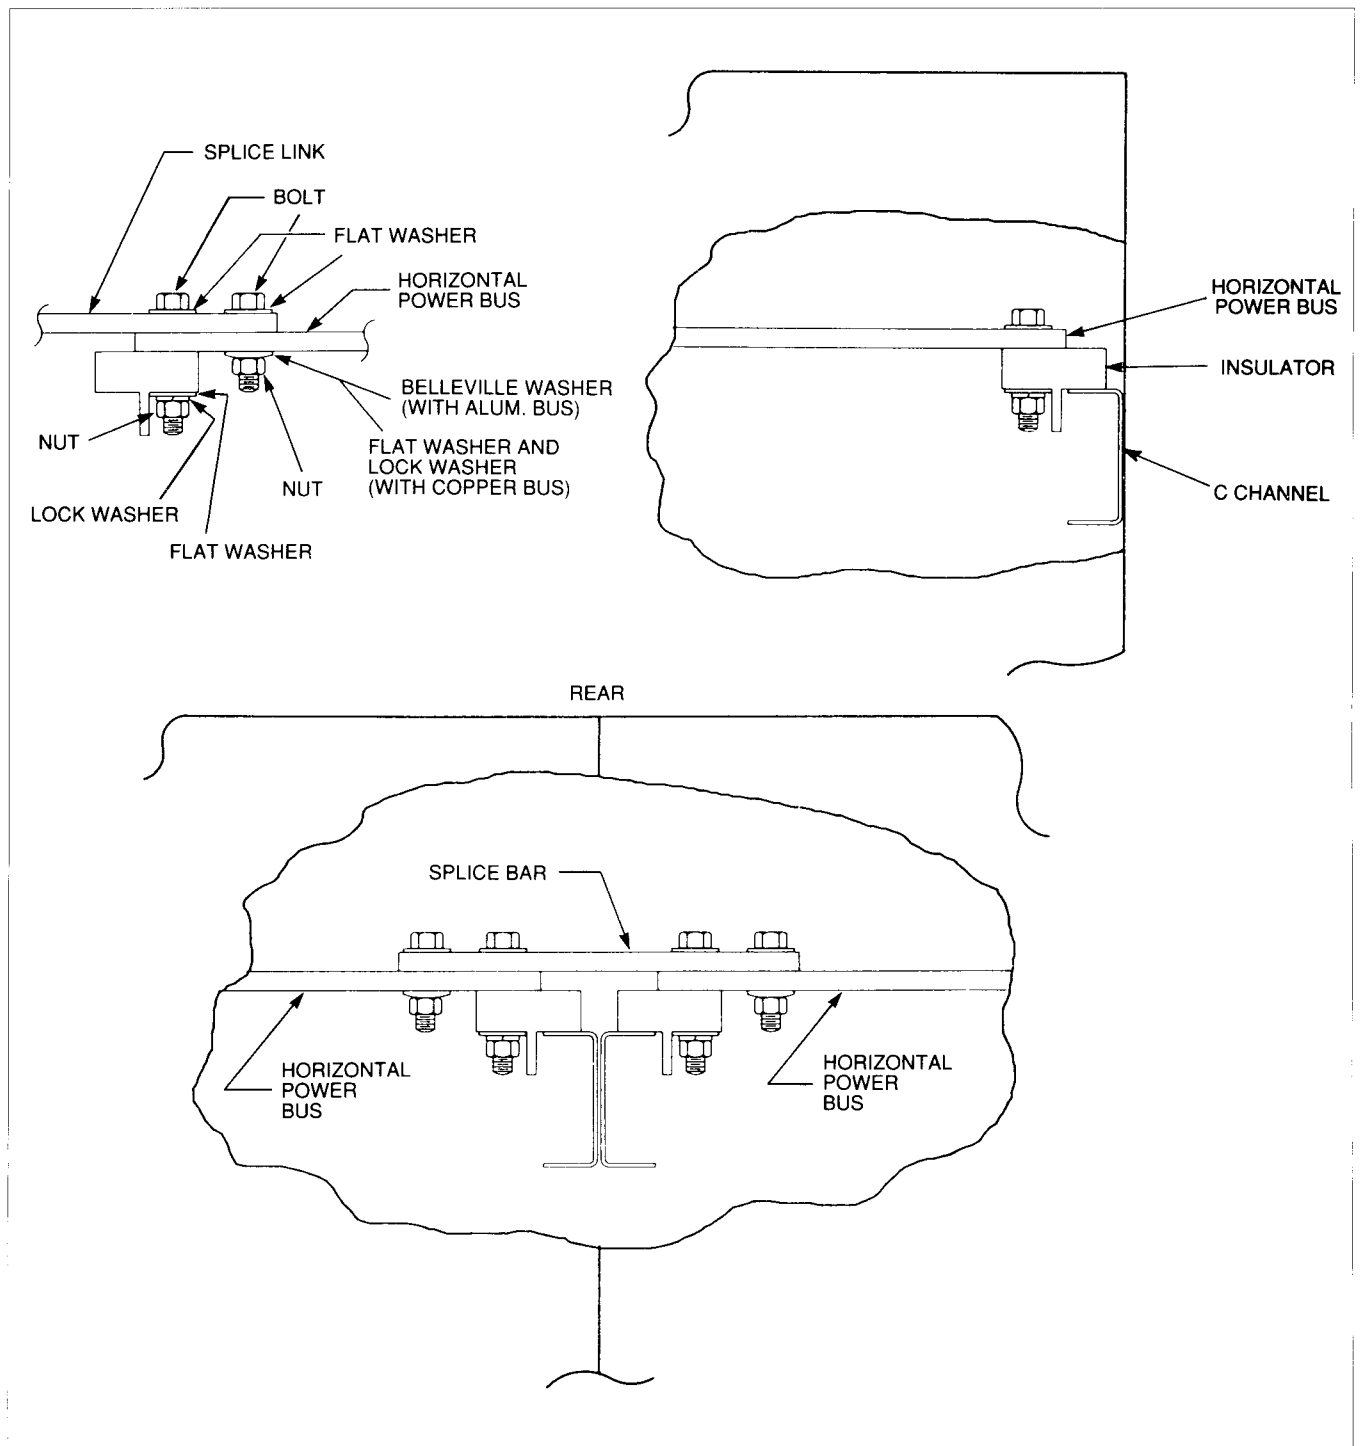 SPLICE LINK
BOLT
FLAT WASHER
HORIZONTAL
POWER BUS
BELLEVILLE WASHER
(WITH ALUM. BUS)
FLAT WASHER AND
LOCK WASHER
(WITH COPPER BUS)
NUT
NUT
LOCK WASHER
FLAT WASHER
HORIZONTAL
POWER BUS
INSULATOR
C CHANNEL
REAR
SPLICE BAR
HORIZONTAL
POWER
BUS
HORIZONTAL
POWER
BUS